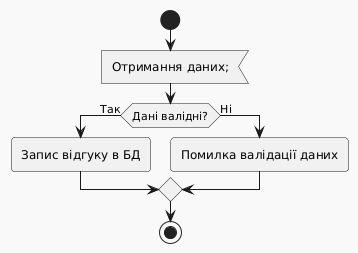 Отримання даних;
Так
Дані валідні?
Ні
Запис відгуку в БД
Помилка валідації даних